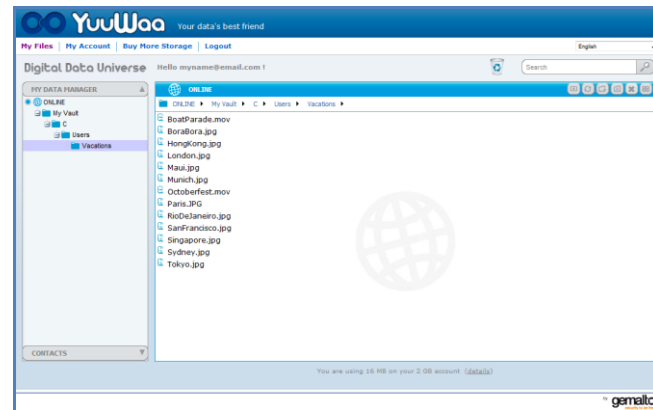 YuuWaa Your data's best friend
My Files | My Account | Buy More Storage | Logout English
Digital Data Universe Hello myname@email.com ! Search
MY DATA MANAGER
ONLINE
My Vault
C
Users
Vacations
CONTACTS
ONLINE
ONLINE My Vault C Users Vacations
BoatParade.mov
BoraBora.jpg
HongKong.jpg
London.jpg
Maui.jpg
Munich.jpg
Octoberfest.mov
Paris.JPG
RioDeJaneiro.jpg
SanFrancisco.jpg
Singapore.jpg
Sydney.jpg
Tokyo.jpg
You are using 16 MB on your 2 GB account (details)
by gemalto